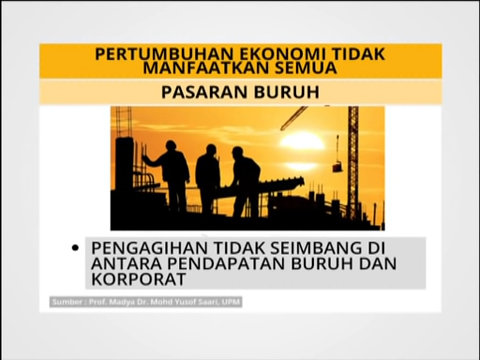 PERTUMBUHAN EKONOMI TIDAK
MANFAATKAN SEMUA
PASARAN BURUH
• PENGAGIHAN TIDAK SEIMBANG DI
ANTARA PENDAPATAN BURUH DAN
KORPORAT
Sumber : Prof. Madya Dr. Mohd Yusof Saari, UPM